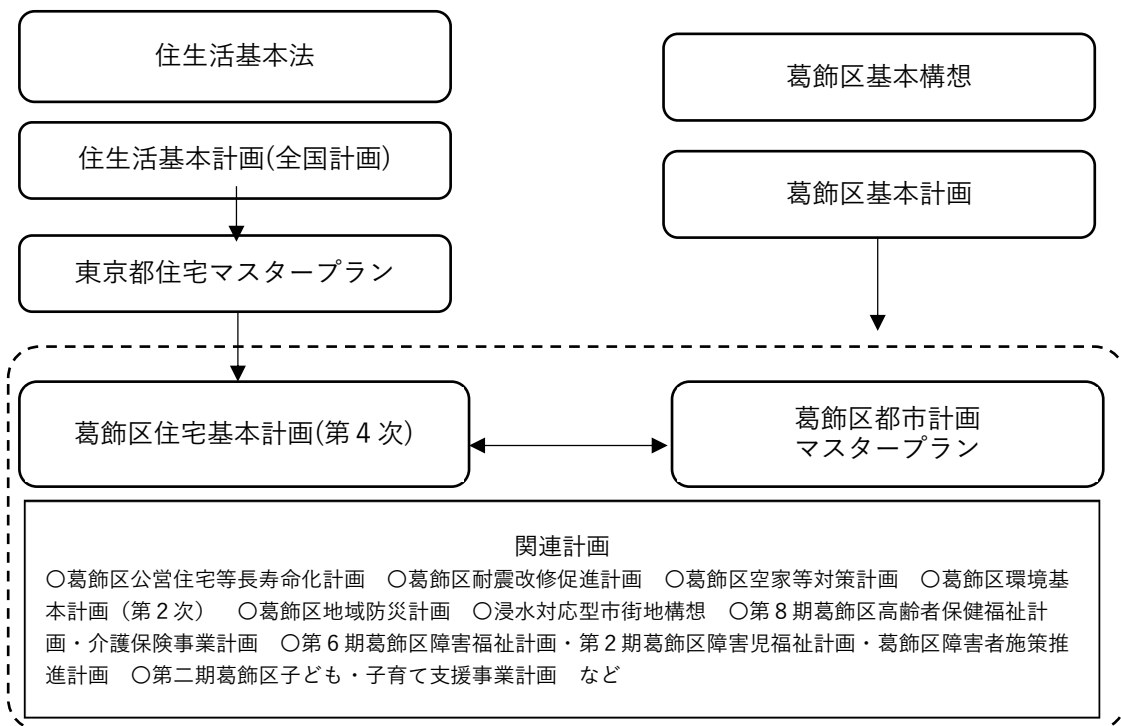 住生活基本法
葛飾区基本構想
住生活基本計画(全国計画)
葛飾区基本計画
東京都住宅マスタープラン
葛飾区住宅基本計画(第４次)
葛飾区都市計画
マスタープラン
関連計画
〇葛飾区公営住宅等長寿命化計画　〇葛飾区耐震改修促進計画　〇葛飾区空家等対策計画　〇葛飾区環境基
本計画（第２次）　〇葛飾区地域防災計画　〇浸水対応型市街地構想　〇第８期葛飾区高齢者保健福祉計
画・介護保険事業計画　〇第６期葛飾区障害福祉計画・第２期葛飾区障害児福祉計画・葛飾区障害者施策推
進計画　〇第二期葛飾区子ども・子育て支援事業計画　など